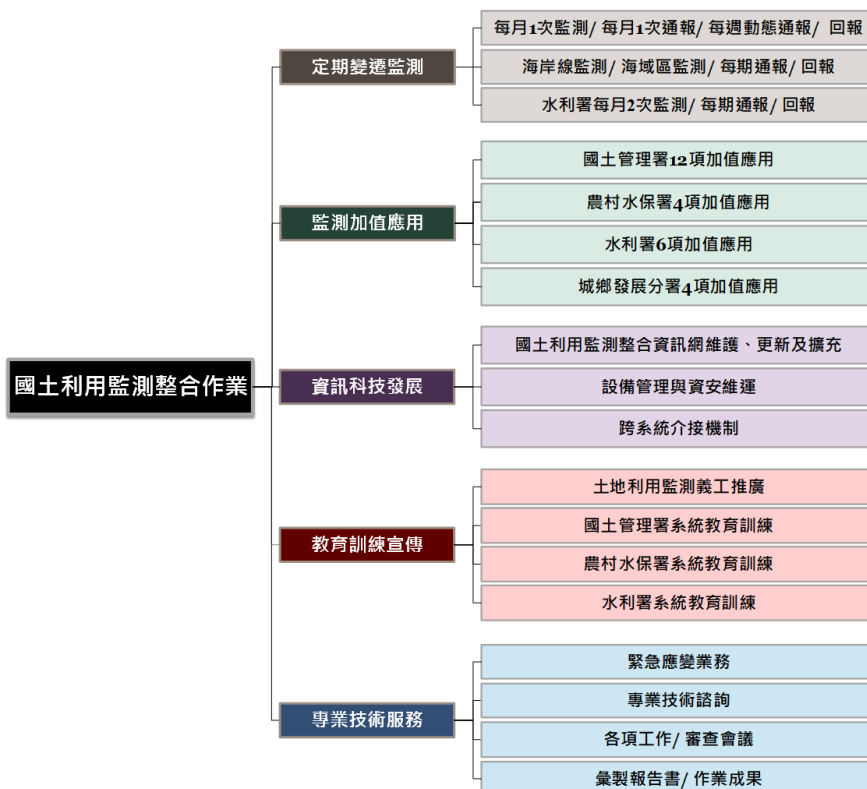 國土利用監測整合作業
定期變遷監測
每月1次監測/ 每月1次通報/ 每週動態通報/ 回報
海岸線監測/ 海域區監測/ 每期通報/ 回報
水利署每月2次監測/ 每期通報/ 回報
監測加值應用
國土管理署12項加值應用
農村水保署4項加值應用
水利署6項加值應用
城鄉發展分署4項加值應用
資訊科技發展
國土利用監測整合資訊網維護、更新及擴充
設備管理與資安維運
跨系統介接機制
教育訓練宣傳
土地利用監測義工推廣
國土管理署系統教育訓練
農村水保署系統教育訓練
水利署系統教育訓練
專業技術服務
緊急應變業務
專業技術諮詢
各項工作/ 審查會議
彙製報告書/ 作業成果